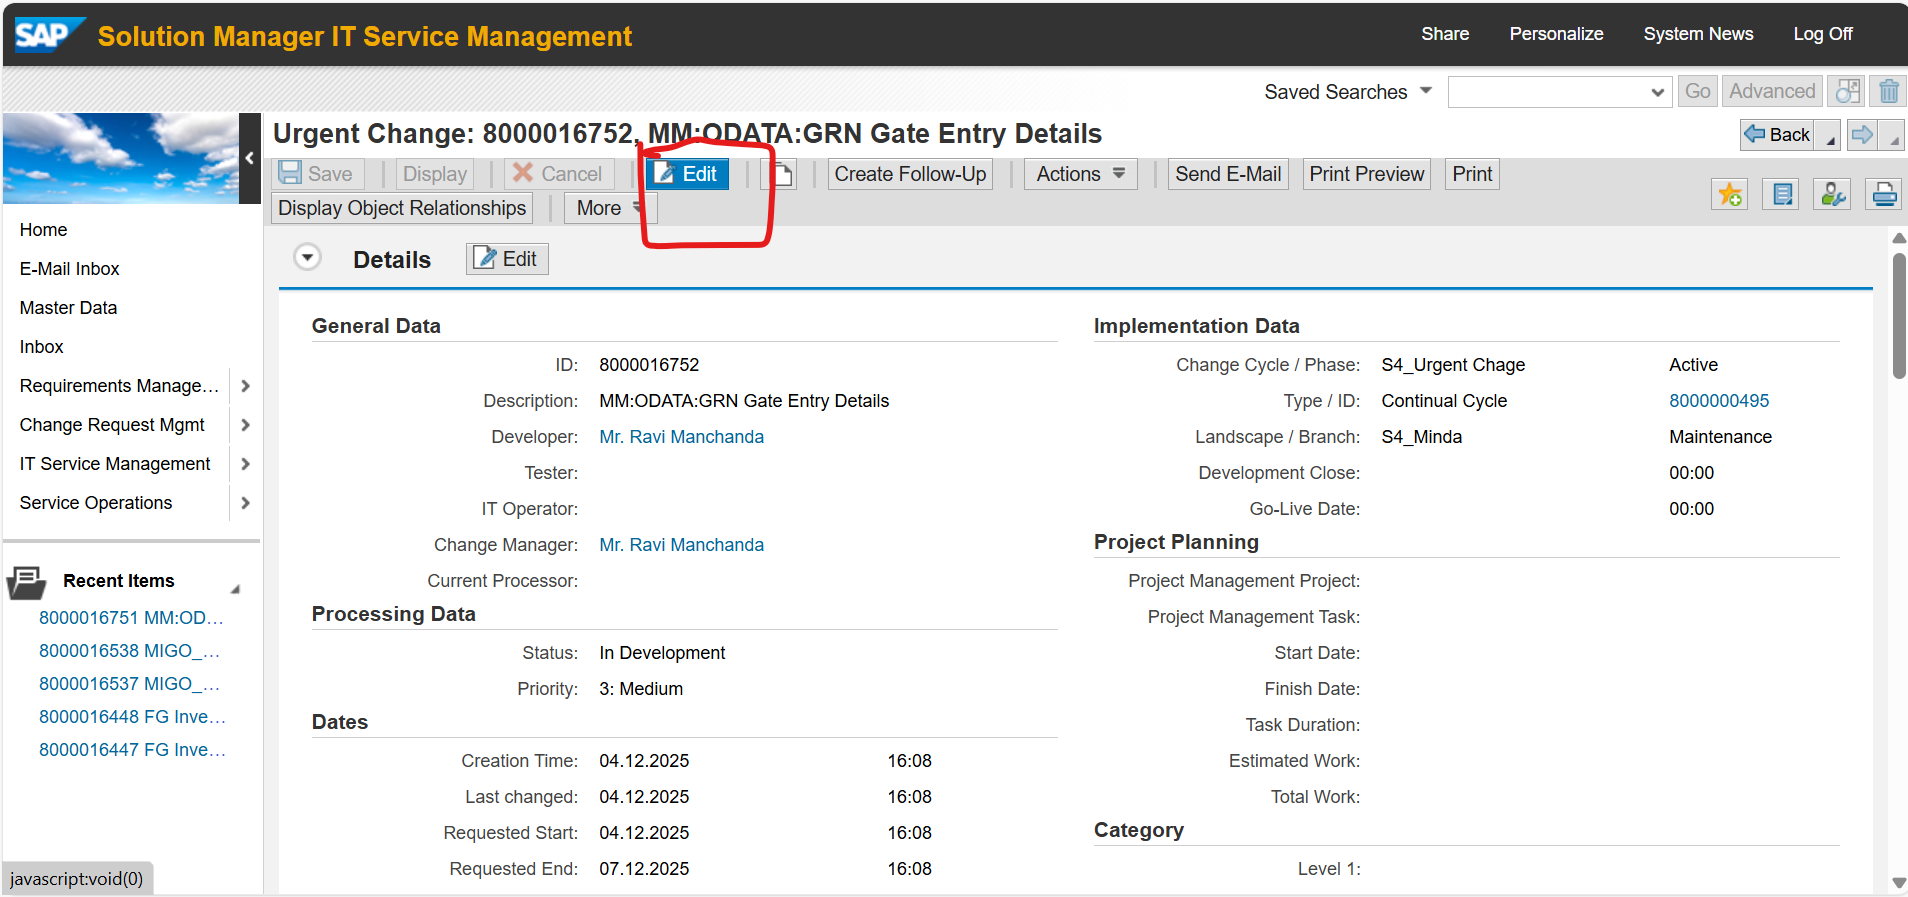 SAP Solution Manager IT Service Management Share Personalize System News Log Off
Saved Searches Go Advanced
Urgent Change: 8000016752, MM:ODATA:GRN Gate Entry Details Back
Save Display Cancel Edit Create Follow-Up Actions Send E-Mail Print Preview Print
Display Object Relationships More
Home
E-Mail Inbox
Master Data
Inbox
Requirements Manage...
Change Request Mgmt
IT Service Management
Service Operations
Recent Items
8000016751 MM:OD...
8000016538 MIGO_...
8000016537 MIGO_...
8000016448 FG Inve...
8000016447 FG Inve...
Details Edit
General Data
ID: 8000016752
Description: MM:ODATA:GRN Gate Entry Details
Developer: Mr. Ravi Manchanda
Tester:
IT Operator:
Change Manager: Mr. Ravi Manchanda
Current Processor:
Processing Data
Status: In Development
Priority: 3: Medium
Dates
Creation Time: 04.12.2025 16:08
Last changed: 04.12.2025 16:08
Requested Start: 04.12.2025 16:08
Requested End: 07.12.2025 16:08
Implementation Data
Change Cycle / Phase: S4_Urgent Chage Active
Type / ID: Continual Cycle 8000000495
Landscape / Branch: S4_Minda Maintenance
Development Close: 00:00
Go-Live Date: 00:00
Project Planning
Project Management Project:
Project Management Task:
Start Date:
Finish Date:
Task Duration:
Estimated Work:
Total Work:
Category
Level 1:
javascript:void(0)